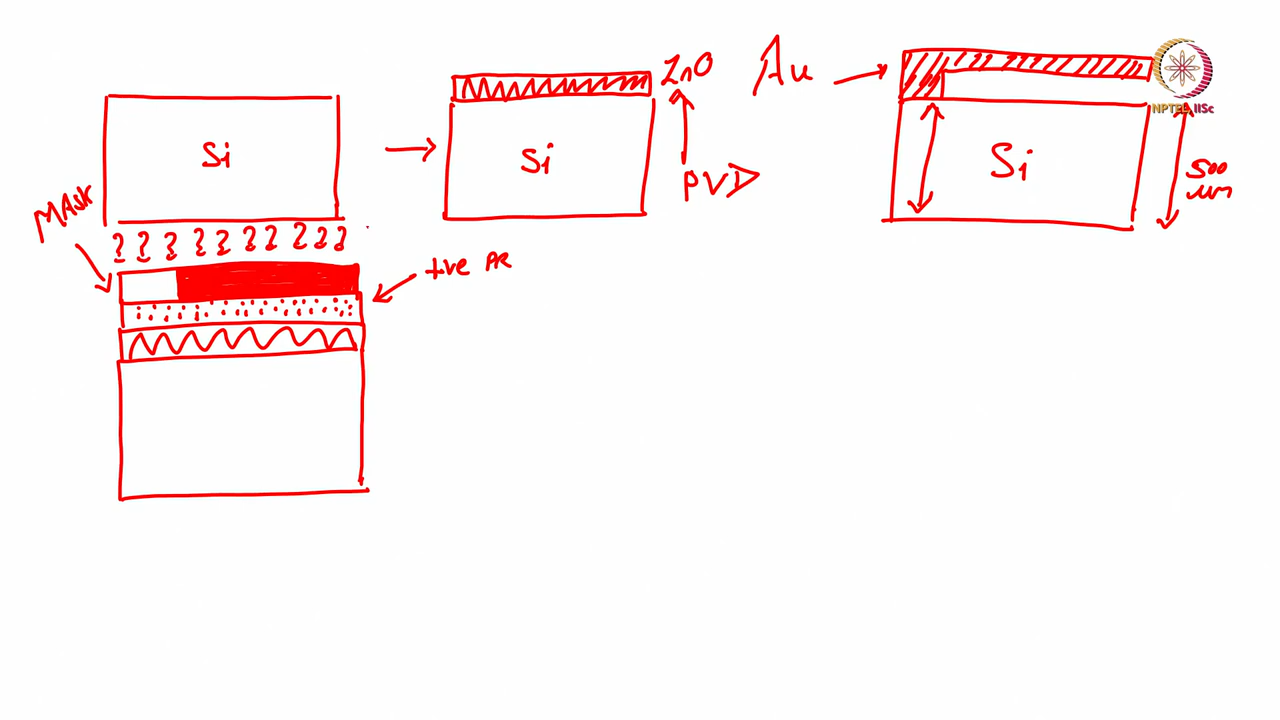 Si
ZnO
Si
PVD
Au
Si
500
um
NPTEL IISc
MASK
+ve PR